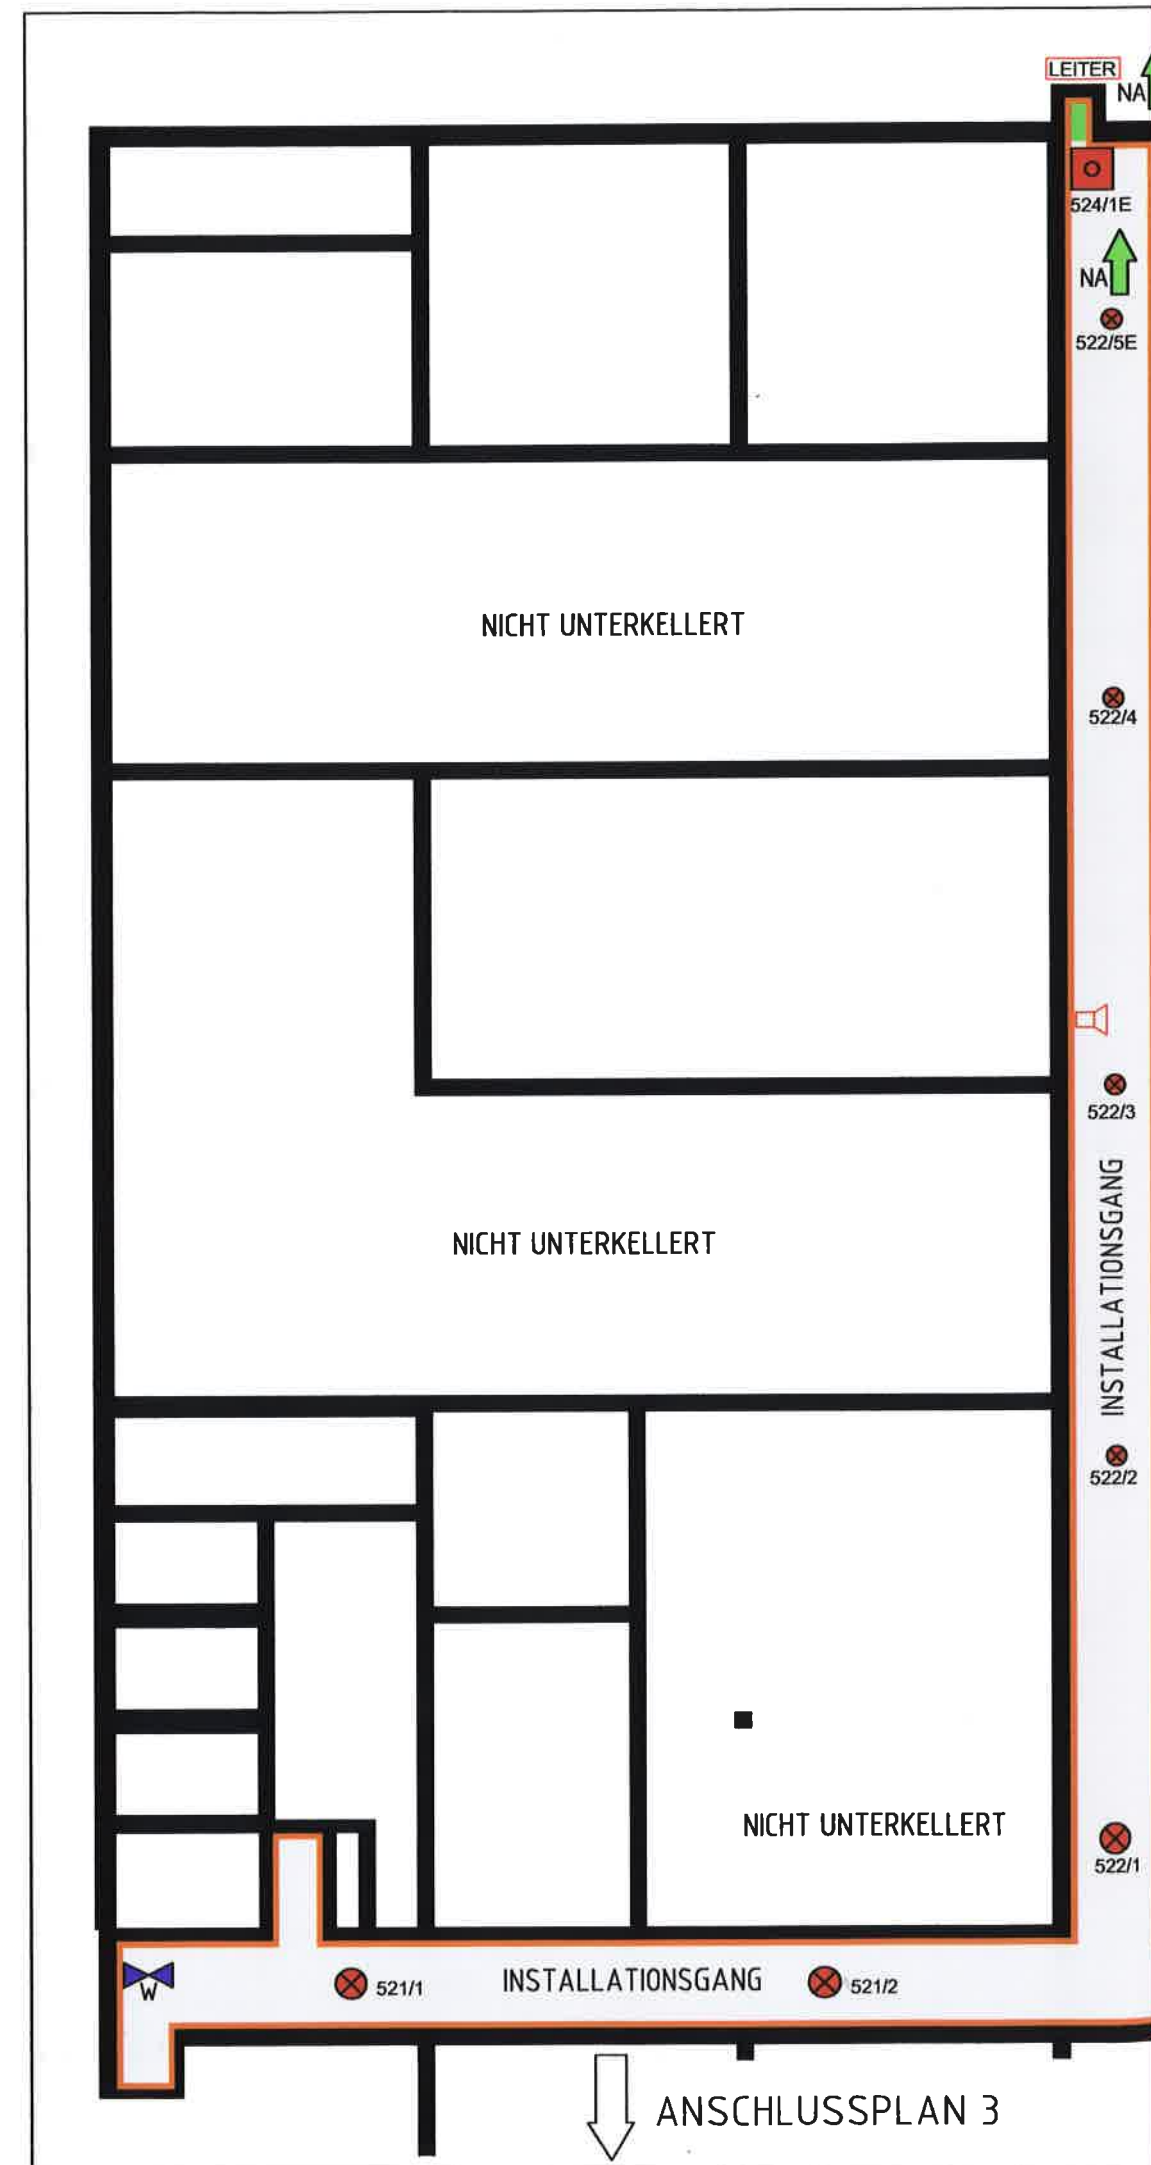 LEITER
NA
524/1E
NA
522/5E
NICHT UNTERKELLERT
522/4
522/3
INSTALLATIONSGANG
NICHT UNTERKELLERT
522/2
NICHT UNTERKELLERT
522/1
W
521/1
INSTALLATIONSGANG
521/2
ANSCHLUSSPLAN 3